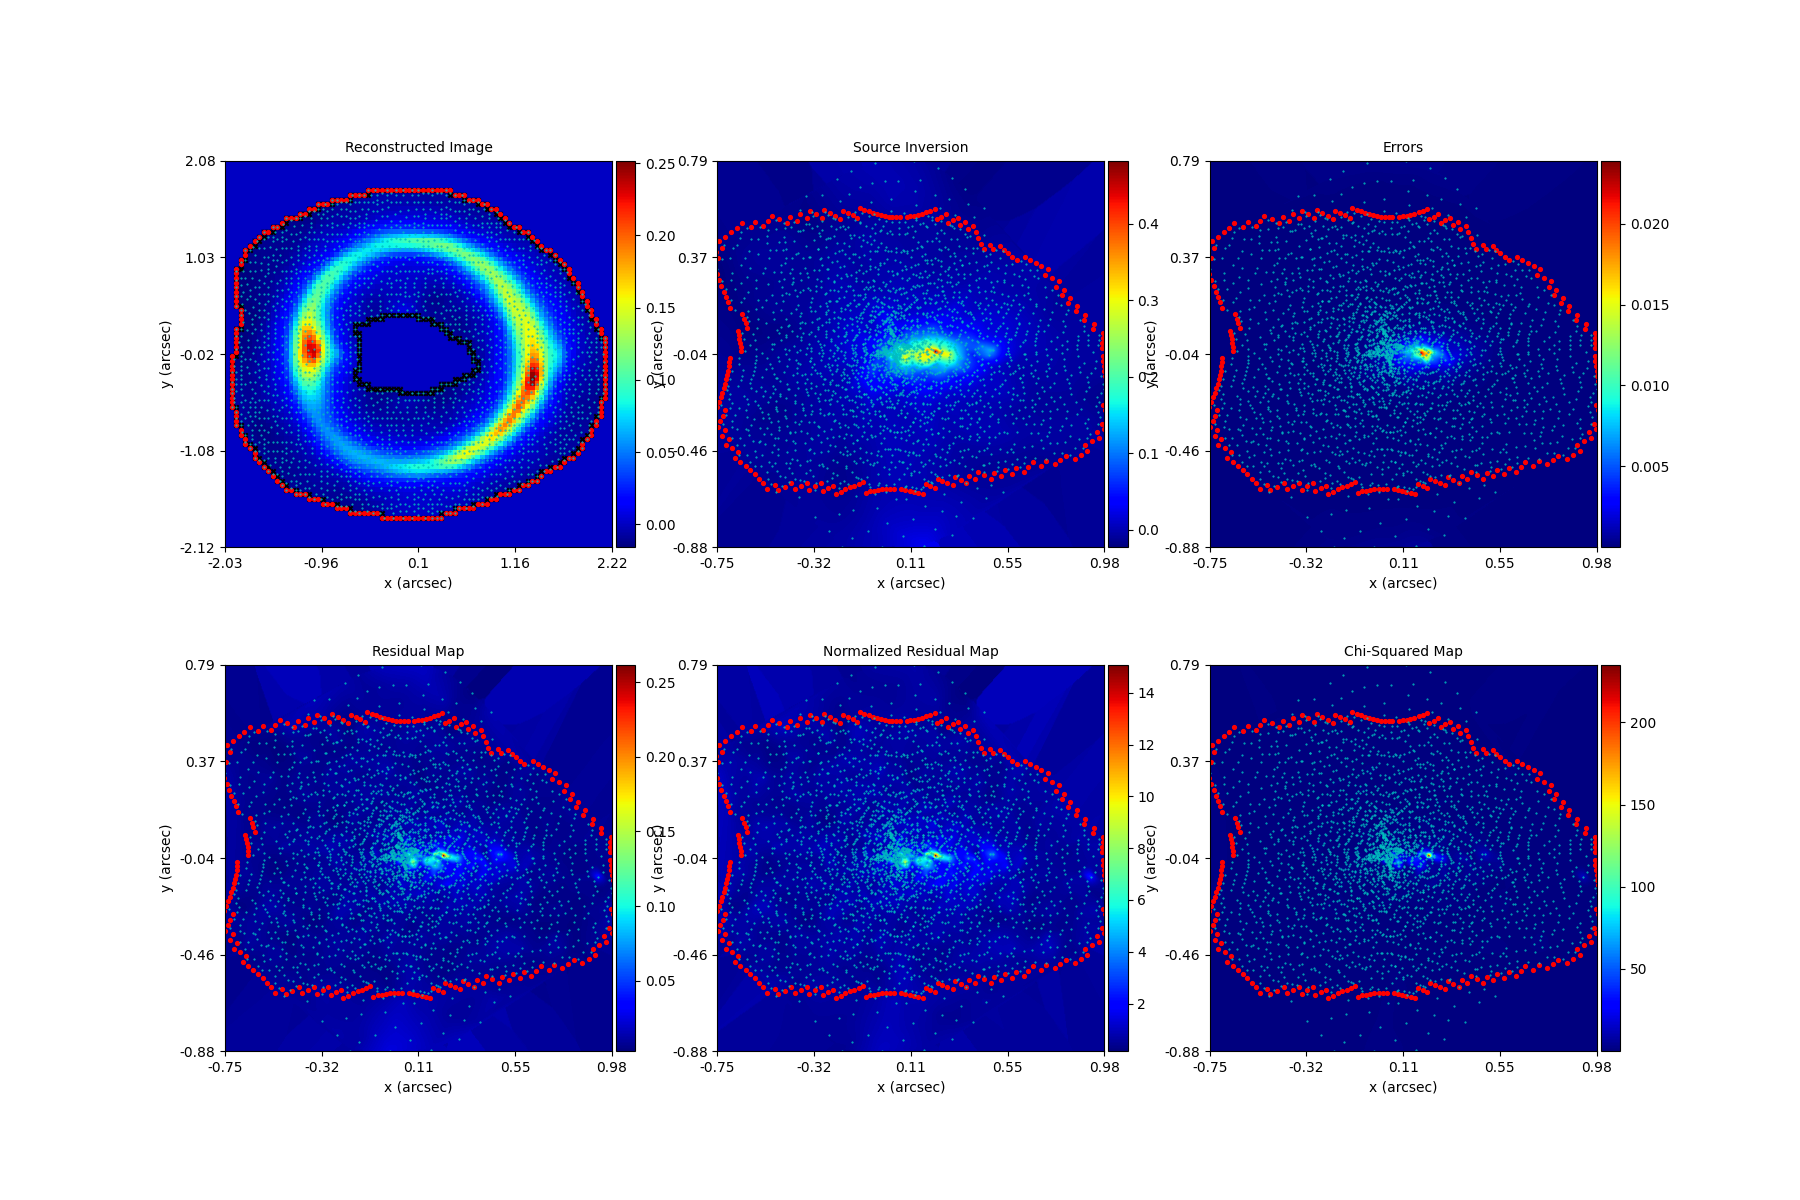 Reconstructed Image
2.08
1.03
-0.02
-1.08
-2.12
y (arcsec)
-2.03 -0.96 0.1 1.16 2.22
x (arcsec)
0.25
0.20
0.15
0.10
0.05
0.00
Source Inversion
0.79
0.37
-0.04
-0.46
-0.88
y (arcsec)
-0.75 -0.32 0.11 0.55 0.98
x (arcsec)
0.4
0.3
0.2
0.1
0.0
Errors
0.79
0.37
-0.04
-0.46
-0.88
y (arcsec)
-0.75 -0.32 0.11 0.55 0.98
x (arcsec)
0.020
0.015
0.010
0.005
Residual Map
0.79
0.37
-0.04
-0.46
-0.88
y (arcsec)
-0.75 -0.32 0.11 0.55 0.98
x (arcsec)
0.25
0.20
0.15
0.10
0.05
Normalized Residual Map
0.79
0.37
-0.04
-0.46
-0.88
y (arcsec)
-0.75 -0.32 0.11 0.55 0.98
x (arcsec)
14
12
10
8
6
4
2
Chi-Squared Map
0.79
0.37
-0.04
-0.46
-0.88
y (arcsec)
-0.75 -0.32 0.11 0.55 0.98
x (arcsec)
200
150
100
50